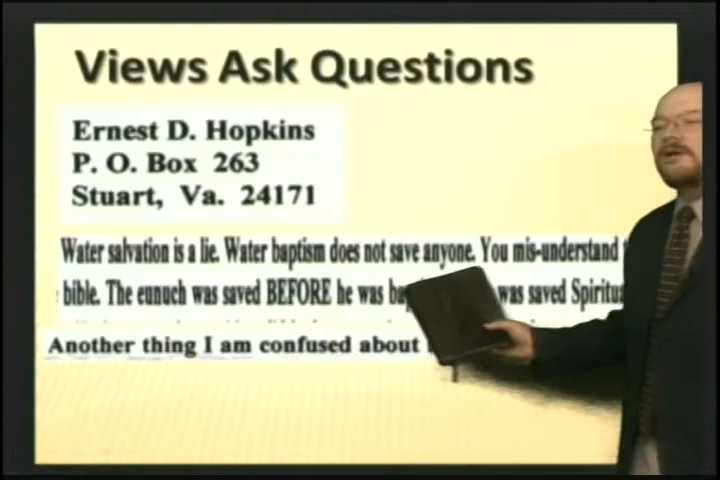 Views Ask Questions
Ernest D. Hopkins
P. O. Box 263
Stuart, Va. 24171
Water salvation is a lie. Water baptism does not save anyone. You mis-understand
bible. The eunuch was saved BEFORE he was was saved
Another thing I am confused about